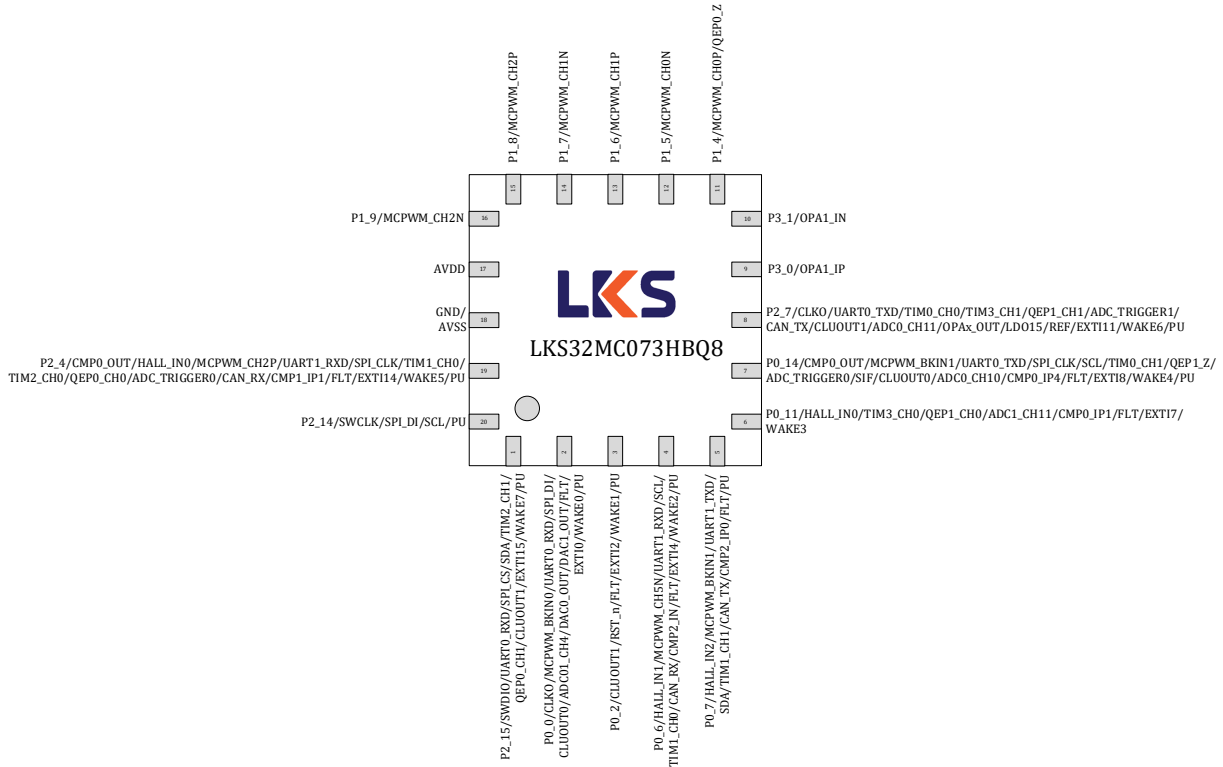 P1_8/MCPWM_CH2P
P1_7/MCPWM_CH1N
P1_6/MCPWM_CH1P
P1_5/MCPWM_CH0N
P1_4/MCPWM_CH0P/QEP0_Z
15
14
13
12
11
P1_9/MCPWM_CH2N
16
10
P3_1/OPA1_IN
AVDD
17
9
P3_0/OPA1_IP
LKS
GND/
AVSS
18
8
P2_7/CLKO/UART0_TXD/TIM0_CH0/TIM3_CH1/QEP1_CH1/ADC_TRIGGER1/
CAN_TX/CLUOUT1/ADC0_CH11/OPAx_OUT/LDO15/REF/EXTI11/WAKE6/PU
LKS32MC073HBQ8
P2_4/CMP0_OUT/HALL_IN0/MCPWM_CH2P/UART1_RXD/SPI_CLK/TIM1_CH0/
TIM2_CH0/QEP0_CH0/ADC_TRIGGER0/CAN_RX/CMP1_IP1/FLT/EXTI14/WAKE5/PU
19
7
P0_14/CMP0_OUT/MCPWM_BKIN1/UART0_TXD/SPI_CLK/SCL/TIM0_CH1/QEP1_Z/
ADC_TRIGGER0/SIF/CLUOUT0/ADC0_CH10/CMP0_IP4/FLT/EXTI8/WAKE4/PU
P2_14/SWCLK/SPI_DI/SCL/PU
20
6
P0_11/HALL_IN0/TIM3_CH0/QEP1_CH0/ADC1_CH11/CMP0_IP1/FLT/EXTI7/
WAKE3
1
2
3
4
5
P2_15/SWDIO/UART0_RXD/SPI_CS/SDA/TIM2_CH1/
QEP0_CH1/CLUOUT1/EXTI15/WAKE7/PU
P0_0/CLKO/MCPWM_BKIN0/UART0_RXD/SPI_DI/
CLUOUT0/ADC01_CH4/DAC0_OUT/DAC1_OUT/FLT/
EXTI0/WAKE0/PU
P0_2/CLUOUT1/RST_n/FLT/EXTI2/WAKE1/PU
P0_6/HALL_IN1/MCPWM_CH5N/UART1_RXD/SCL/
TIM1_CH0/CAN_RX/CMP2_IN/FLT/EXTI4/WAKE2/PU
P0_7/HALL_IN2/MCPWM_BKIN1/UART1_TXD/
SDA/TIM1_CH1/CAN_TX/CMP2_IP0/FLT/PU